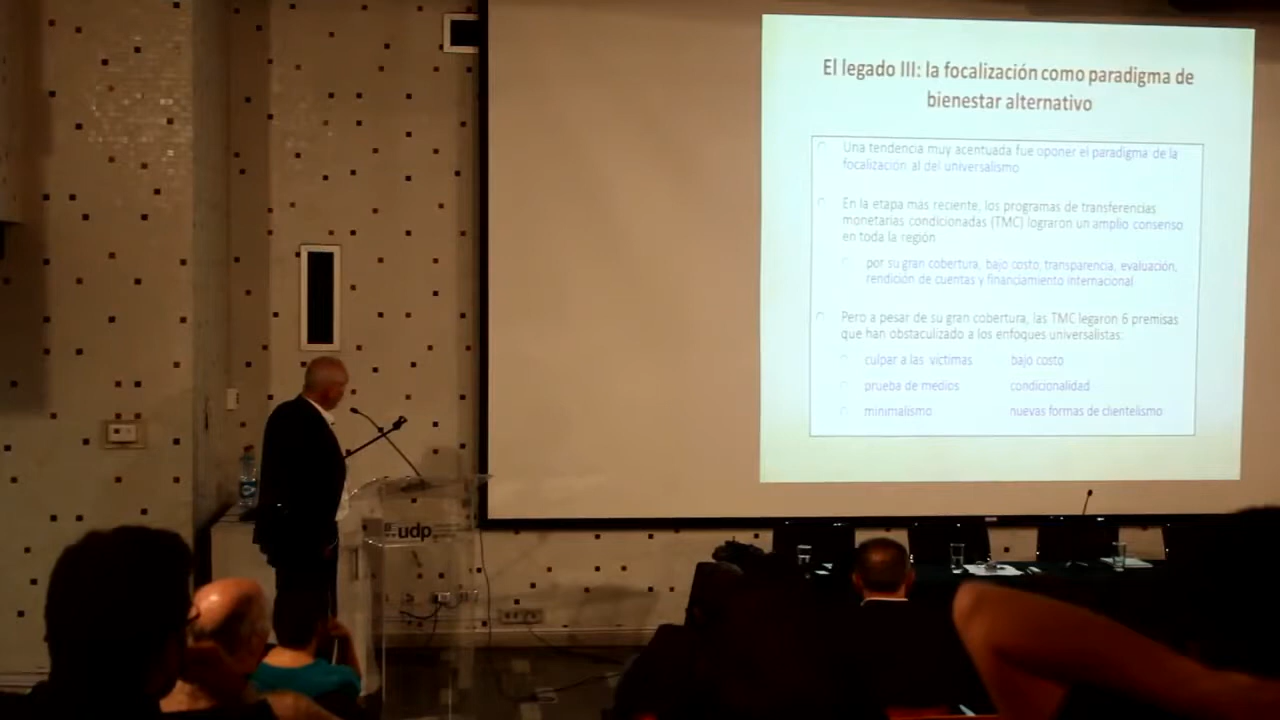 El legado III: la focalización como paradigma de
bienestar alternativo
Una tendencia muy acentuada fue oponer el paradigma de la
focalización al del universalismo
En la etapa mas reciente, los programas de transferencias
monetarias condicionadas (TMC) lograron un amplio consenso
en toda la región
por su gran cobertura, bajo costo, transparencia, evaluación,
rendición de cuentas y financiamiento internacional
Pero a pesar de su gran cobertura, las TMC legaron 6 premisas
que han obstaculizado a los enfoques universalistas:
culpar a las victimas bajo costo
prueba de medios condicionalidad
minimalismo nuevas formas de clientelismo
udp